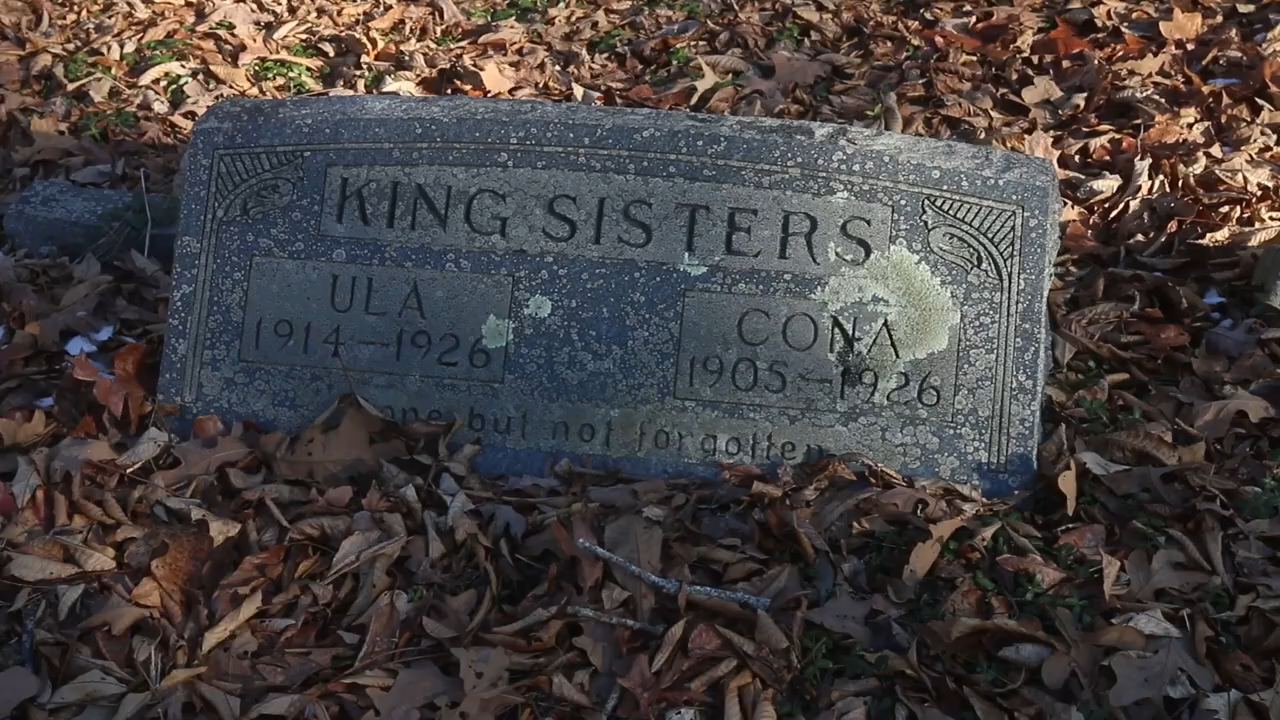 KING SISTERS
ULA
1914—1926
CONA
1905—1926
but not forgotten